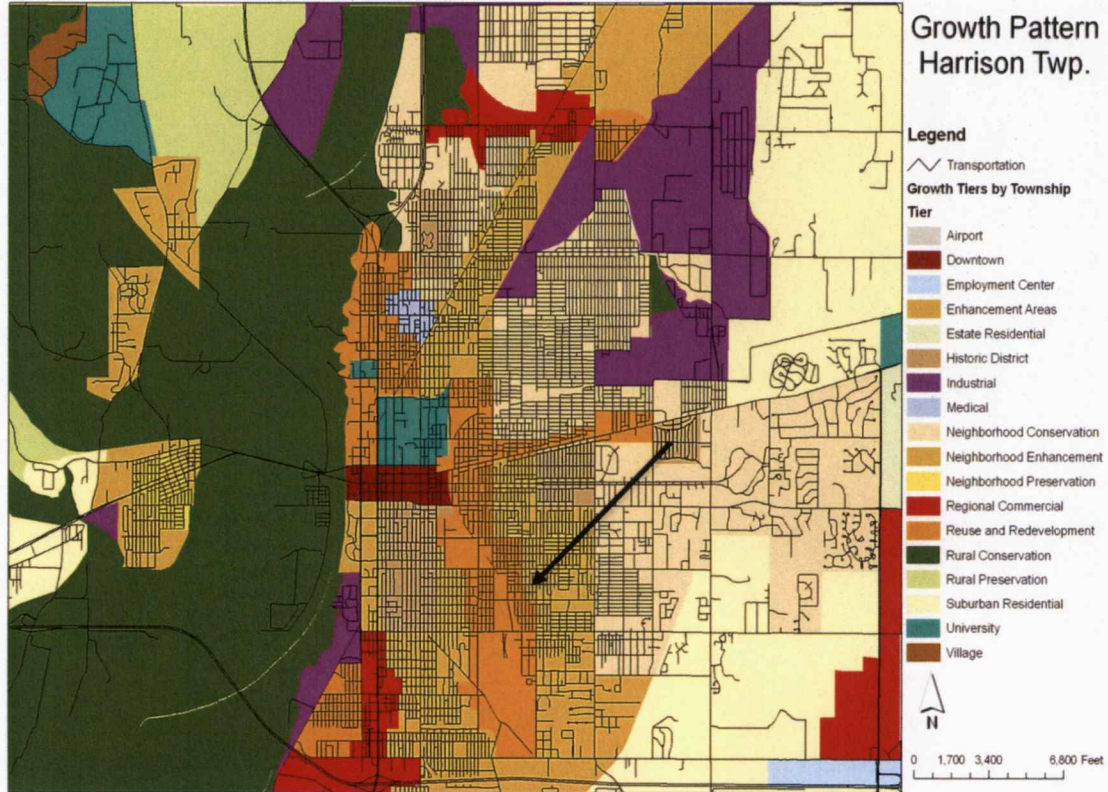 Growth Pattern
Harrison Twp.
Legend
Transportation
Growth Tiers by Township
Tier
Airport
Downtown
Employment Center
Enhancement Areas
Estate Residential
Historic District
Industrial
Medical
Neighborhood Conservation
Neighborhood Enhancement
Neighborhood Preservation
Regional Commercial
Reuse and Redevelopment
Rural Conservation
Rural Preservation
Suburban Residential
University
Village
N
0 1,700 3,400 6,800 Feet